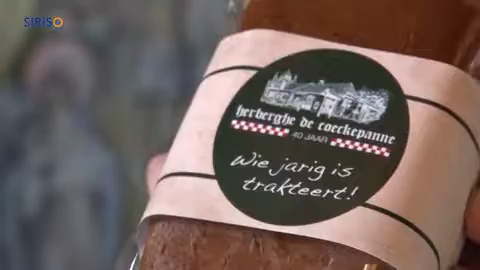 SIRIS
herberghe de coeckepanne
40 JAAR
Wie jarig is
trakteert!